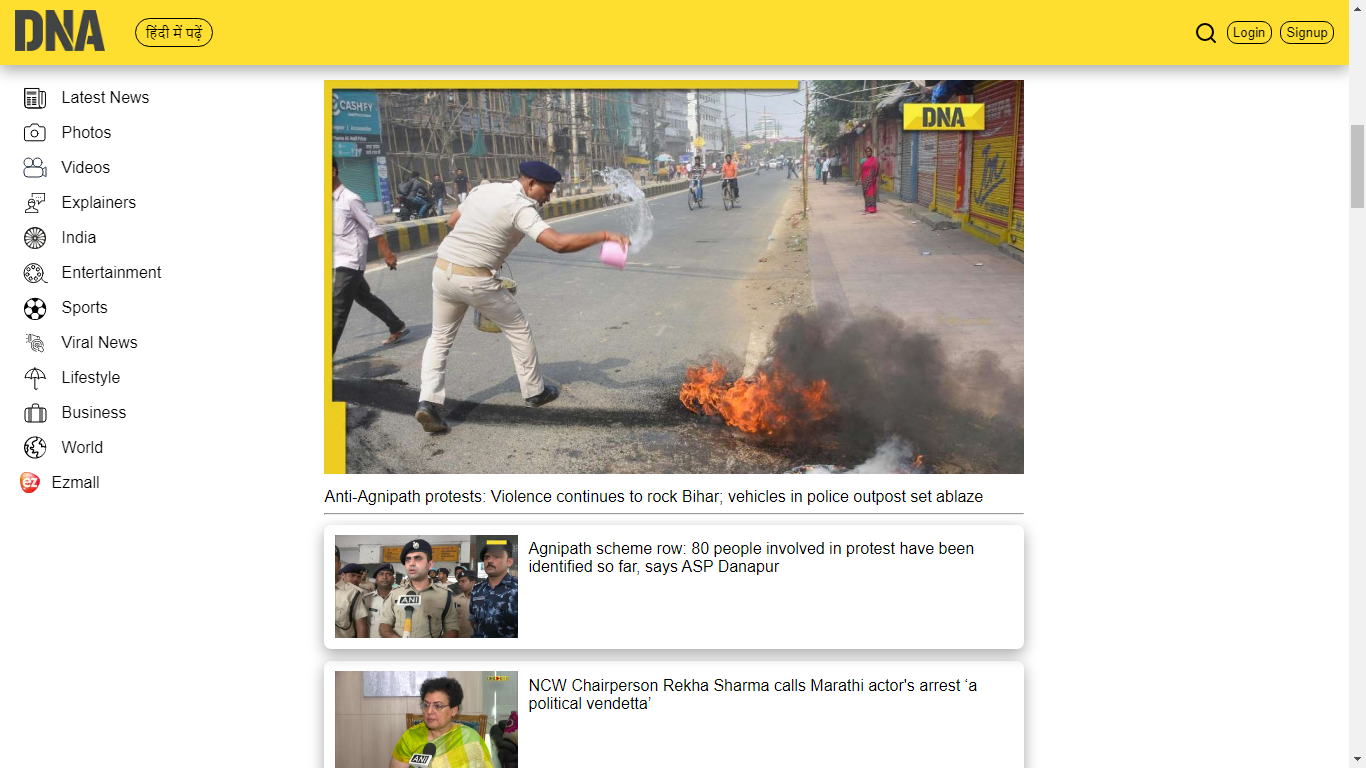 DNA
हिंदी में पढ़ें
Login
Signup
Latest News
Photos
Videos
Explainers
India
Entertainment
Sports
Viral News
Lifestyle
Business
World
ez Ezmall
CASHIFY
DNA
Anti-Agnipath protests: Violence continues to rock Bihar; vehicles in police outpost set ablaze
ANI
Agnipath scheme row: 80 people involved in protest have been
identified so far, says ASP Danapur
ANI
NCW Chairperson Rekha Sharma calls Marathi actor's arrest ‘a
political vendetta’